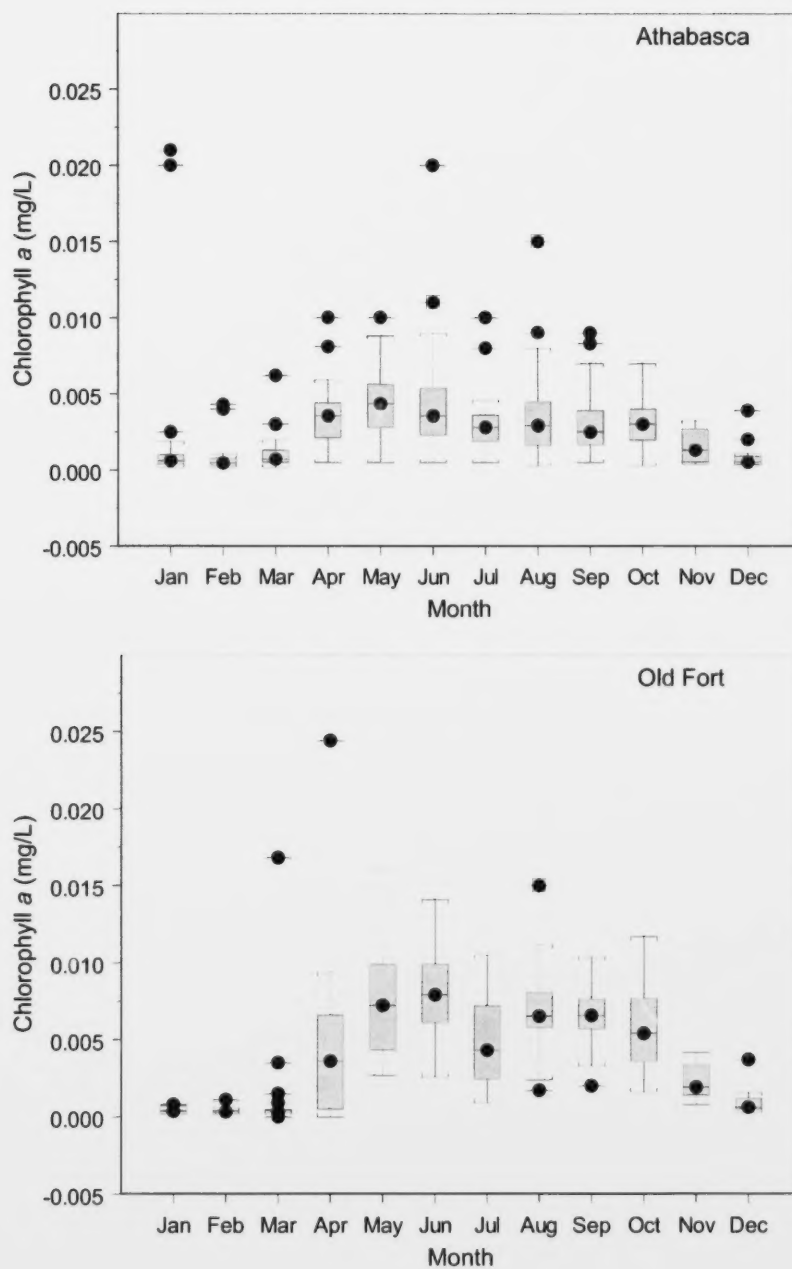 Athabasca
Chlorophyll a (mg/L)
0.025
0.020
0.015
0.010
0.005
0.000
-0.005
Jan Feb Mar Apr May Jun Jul Aug Sep Oct Nov Dec
Month
Old Fort
Chlorophyll a (mg/L)
0.025
0.020
0.015
0.010
0.005
0.000
-0.005
Jan Feb Mar Apr May Jun Jul Aug Sep Oct Nov Dec
Month